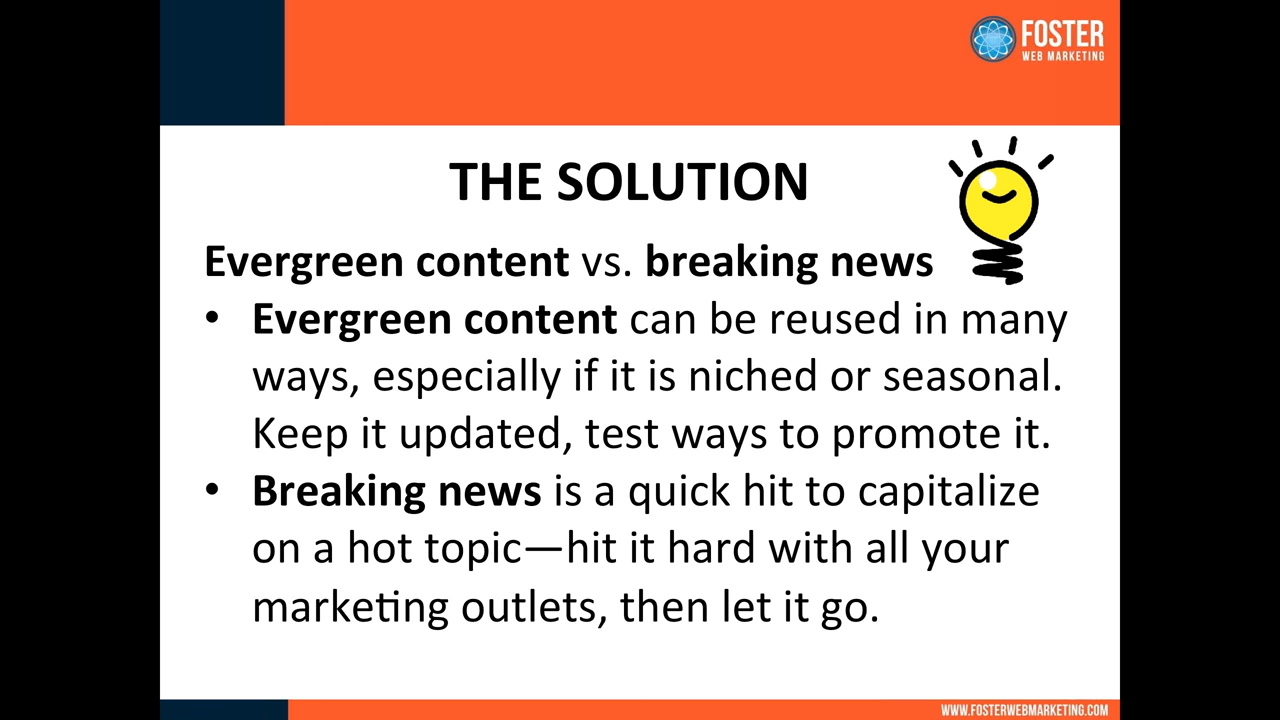 FOSTER
WEB MARKETING
THE SOLUTION
Evergreen content vs. breaking news
• Evergreen content can be reused in many
ways, especially if it is niched or seasonal.
Keep it updated, test ways to promote it.
• Breaking news is a quick hit to capitalize
on a hot topic—hit it hard with all your
marketing outlets, then let it go.
WWW.FOSTERWEBMARKETING.COM